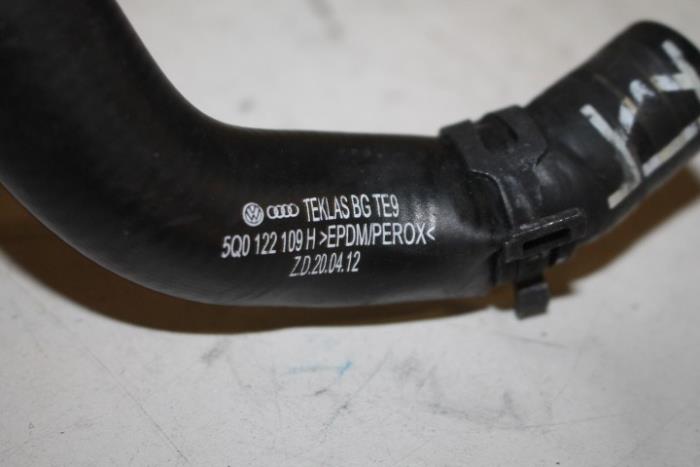 TEKLAS BG TE9
5Q0 122 109 H >EPDM/PEROX<
Z.D.20.04.12